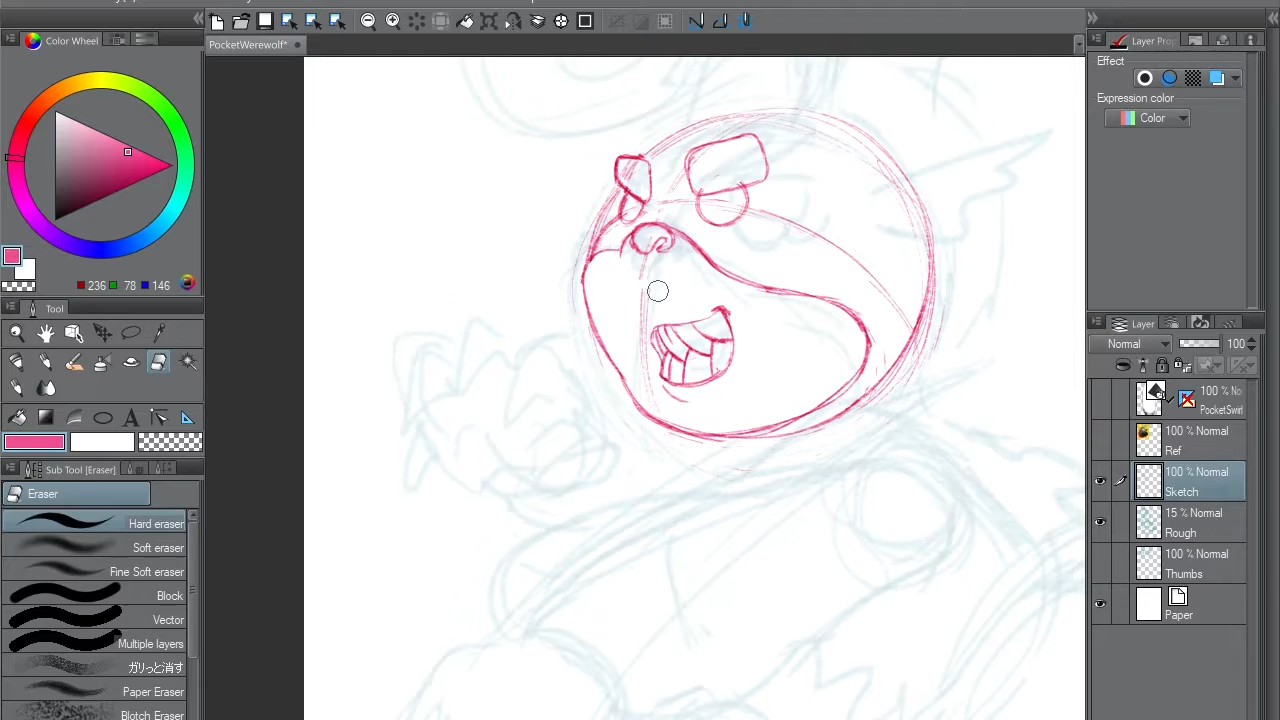 Color Wheel
PocketWerewolf*
236 78 146
Tool
Sub Tool [Eraser]
Eraser
Hard eraser
Soft eraser
Fine Soft eraser
Block
Vector
Multiple layers
ガリっと消す
Paper Eraser
Blotch Eraser
Layer Prop
Effect
Expression color
Color
Layer
Normal 100
100 % No
PocketSwirl
100 % Normal
Ref
100 % Normal
Sketch
15 % Normal
Rough
100 % Normal
Thumbs
Paper